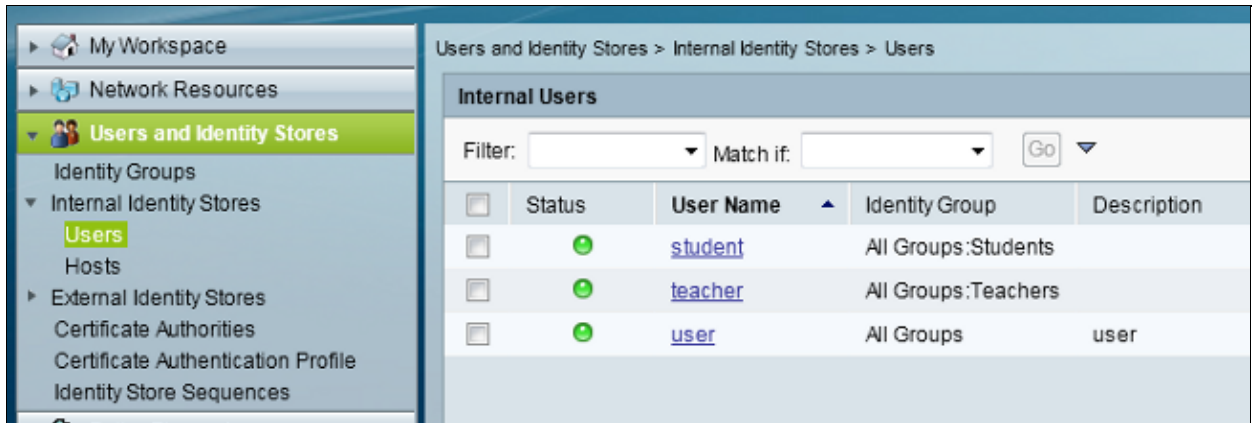 My Workspace
Network Resources
Users and Identity Stores
Identity Groups
Internal Identity Stores
Users
Hosts
External Identity Stores
Certificate Authorities
Certificate Authentication Profile
Identity Store Sequences
Users and Identity Stores > Internal Identity Stores > Users
Internal Users
Filter: Match if: Go
Status User Name Identity Group Description
student All Groups:Students
teacher All Groups:Teachers
user All Groups user